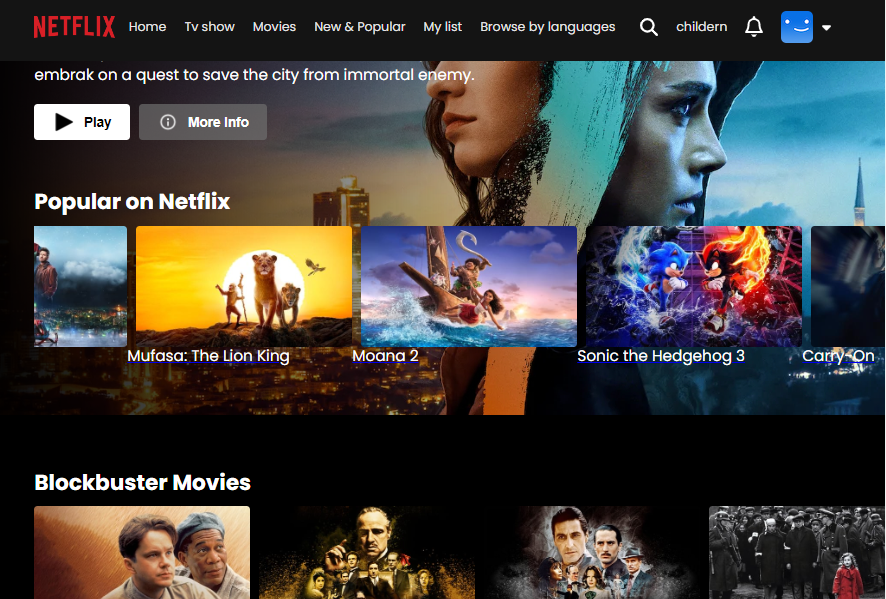 NETFLIX Home Tv show Movies New & Popular My list Browse by languages childern
embrak on a quest to save the city from immortal enemy.
Play More Info
Popular on Netflix
Mufasa: The Lion King Moana 2 Sonic the Hedgehog 3 Carry-On
Blockbuster Movies